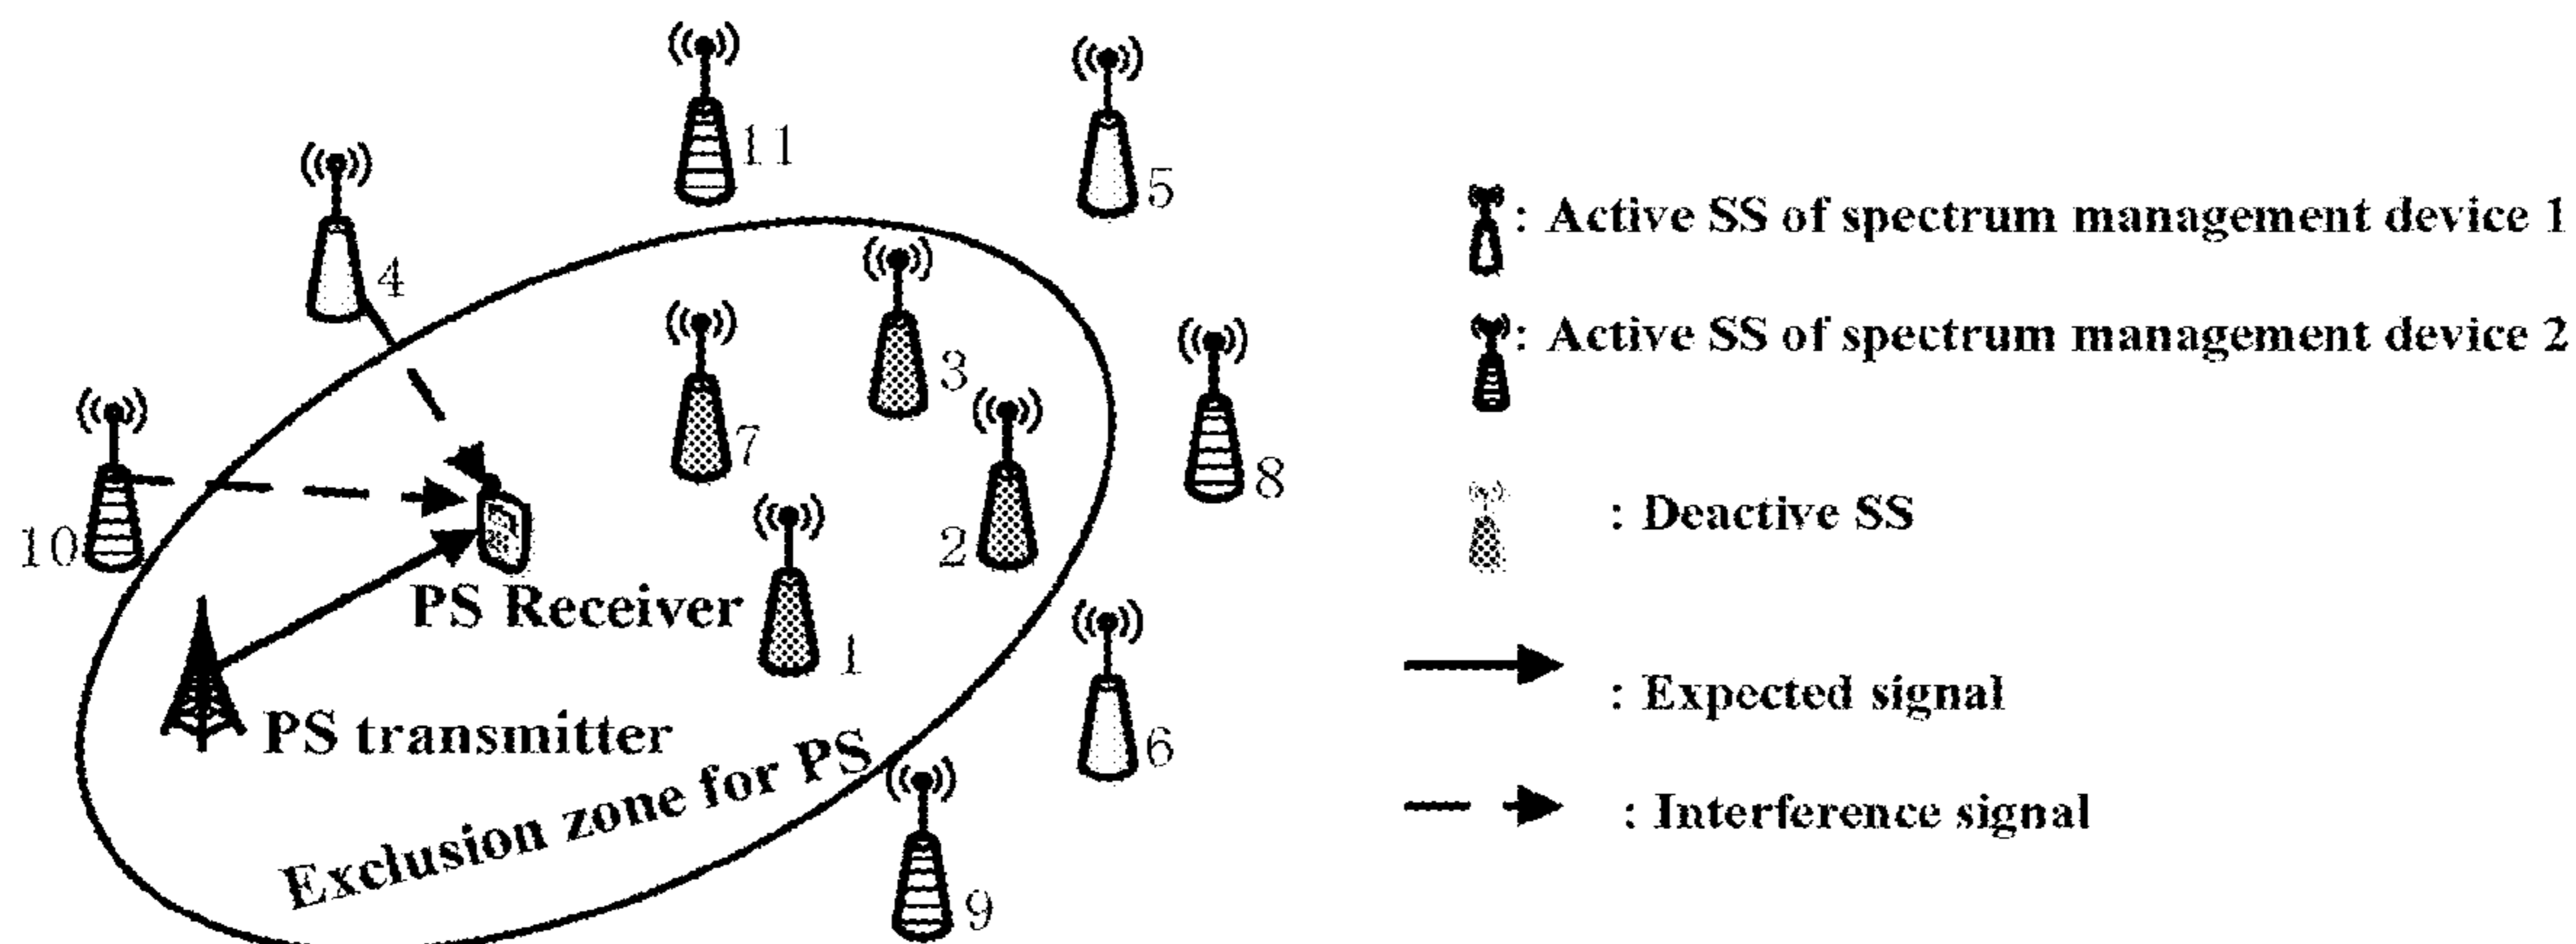 11
5
4
3
7
8
10
2
PS Receiver
1
PS transmitter
6
Exclusion zone for PS
9
: Active SS of spectrum management device 1
: Active SS of spectrum management device 2
: Deactive SS
: Expected signal
: Interference signal